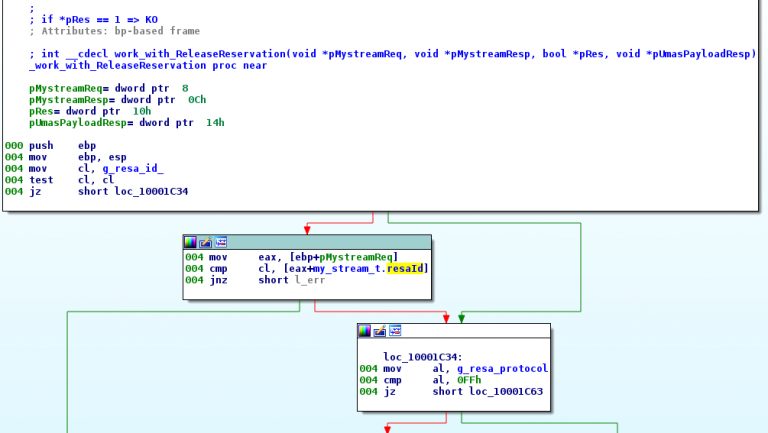 ;
; if *pRes == 1 => KO
; Attributes: bp-based frame
; int __cdecl work_with_ReleaseReservation(void *pMystreamReq, void *pMystreamResp, bool *pRes, void *pUmasPayloadResp)
_work_with_ReleaseReservation proc near
pMystreamReq= dword ptr  8
pMystreamResp= dword ptr  0Ch
pRes= dword ptr  10h
pUmasPayloadResp= dword ptr  14h
000 push    ebp
004 mov     ebp, esp
004 mov     cl, g_resa_id_
004 test    cl, cl
004 jz      short loc_10001C34
004 mov     eax, [ebp+pMystreamReq]
004 cmp     cl, [eax+my_stream_t.resaId]
004 jnz     short l_err
loc_10001C34:
004 mov     al, g_resa_protocol
004 cmp     al, 0FFh
004 jz      short loc_10001C63